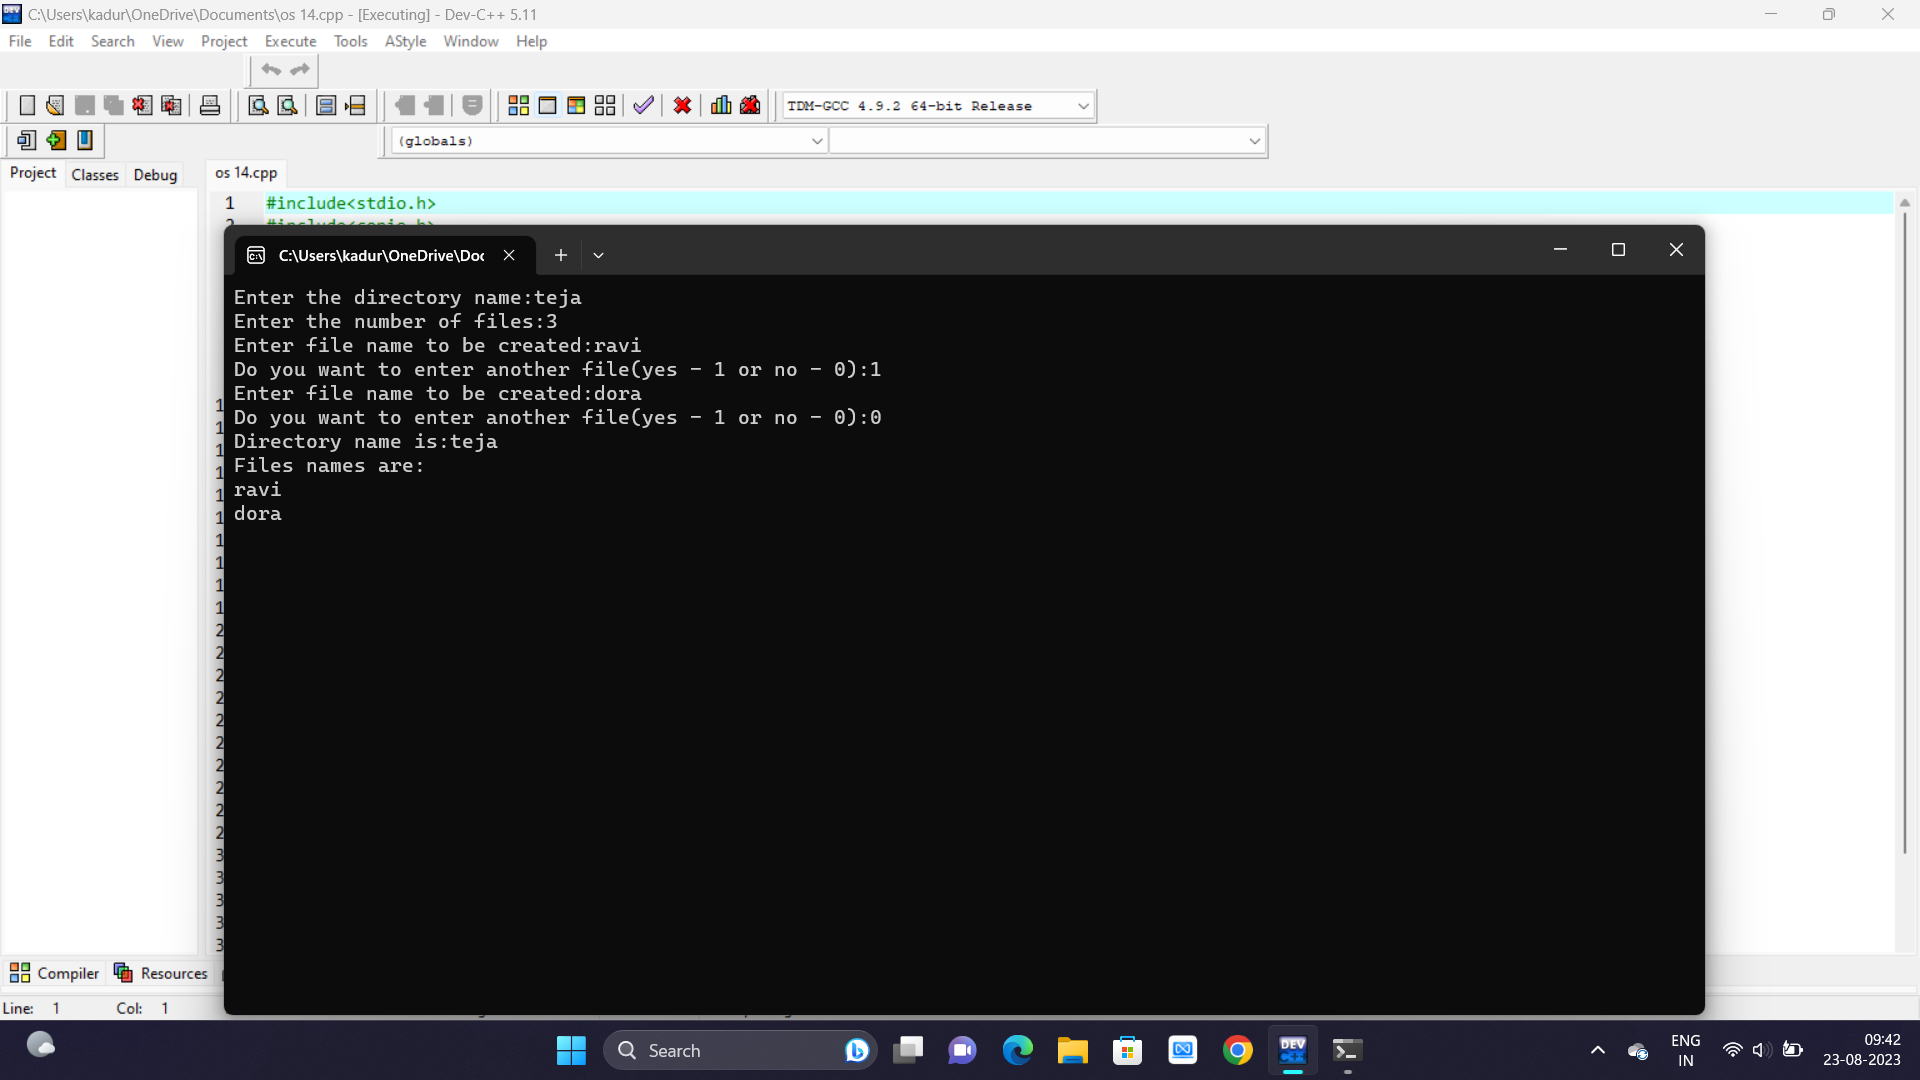 C:\Users\kadur\OneDrive\Documents\os 14.cpp - [Executing] - Dev-C++ 5.11
File Edit Search View Project Execute Tools AStyle Window Help
TDM-GCC 4.9.2 64-bit Release
(globals)
Project Classes Debug os 14.cpp
1 #include<stdio.h>
C:\Users\kadur\OneDrive\Doc
Enter the directory name:teja
Enter the number of files:3
Enter file name to be created:ravi
Do you want to enter another file(yes - 1 or no - 0):1
Enter file name to be created:dora
Do you want to enter another file(yes - 1 or no - 0):0
Directory name is:teja
Files names are:
ravi
dora
Compiler Resources
Line: 1 Col: 1
Search
DEV C++
ENG
IN
09:42
23-08-2023